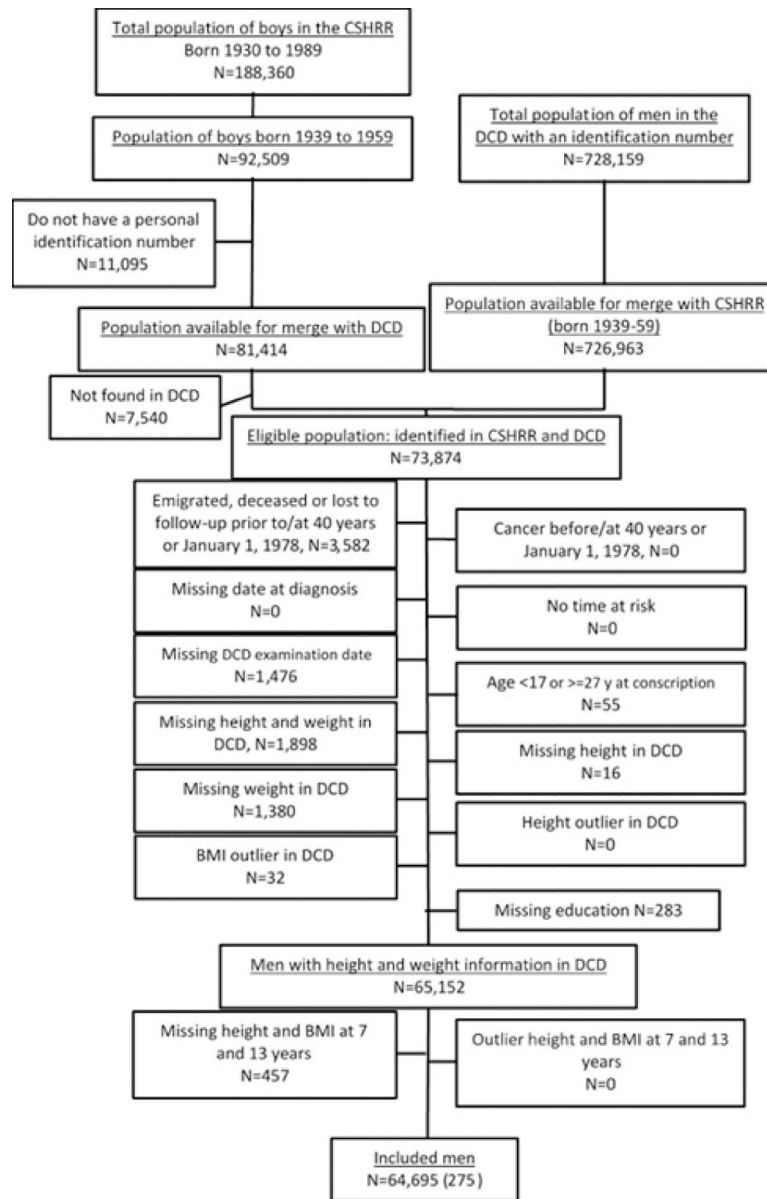 Total population of boys in the CSHRR
Born 1930 to 1989
N=188,360
Population of boys born 1939 to 1959
N=92,509
Total population of men in the
DCD with an identification number
N=728,159
Do not have a personal
identification number
N=11,095
Population available for merge with DCD
N=81,414
Population available for merge with CSHRR
(born 1939-59)
N=726,963
Not found in DCD
N=7,540
Eligible population: identified in CSHRR and DCD
N=73,874
Emigrated, deceased or lost to
follow-up prior to/at 40 years
or January 1, 1978, N=3,582
Cancer before/at 40 years or
January 1, 1978, N=0
Missing date at diagnosis
N=0
No time at risk
N=0
Missing DCD examination date
N=1,476
Age <17 or >=27 y at conscription
N=55
Missing height and weight in
DCD, N=1,898
Missing height in DCD
N=16
Missing weight in DCD
N=1,380
Height outlier in DCD
N=0
BMI outlier in DCD
N=32
Missing education N=283
Men with height and weight information in DCD
N=65,152
Missing height and BMI at 7
and 13 years
N=457
Outlier height and BMI at 7 and 13
years
N=0
Included men
N=64,695 (275)